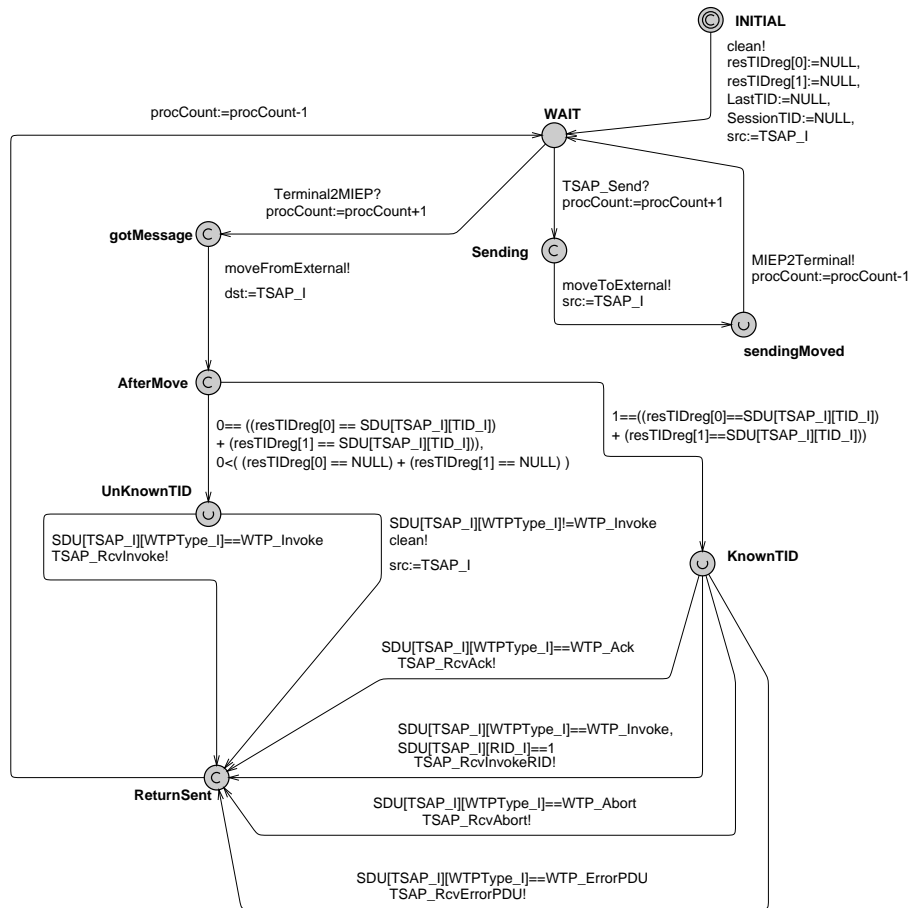 INITIAL
clean!
resTIDreg[0]:=NULL,
resTIDreg[1]:=NULL,
LastTID:=NULL,
SessionTID:=NULL,
src:=TSAP_I
procCount:=procCount-1
WAIT
Terminal2MIEP?
procCount:=procCount+1
TSAP_Send?
procCount:=procCount+1
gotMessage
C
Sending
C
MIEP2Terminal!
procCount:=procCount-1
moveFromExternal!
dst:=TSAP_I
moveToExternal!
src:=TSAP_I
U
sendingMoved
AfterMove
C
0== ((resTIDreg[0] == SDU[TSAP_I][TID_I])
+ (resTIDreg[1] == SDU[TSAP_I][TID_I])),
0<( (resTIDreg[0] == NULL) + (resTIDreg[1] == NULL) )
1==((resTIDreg[0]==SDU[TSAP_I][TID_I])
+ (resTIDreg[1]==SDU[TSAP_I][TID_I]))
UnKnownTID
U
SDU[TSAP_I][WTPType_I]==WTP_Invoke
TSAP_RcvInvoke!
SDU[TSAP_I][WTPType_I]!=WTP_Invoke
clean!
src:=TSAP_I
U
KnownTID
SDU[TSAP_I][WTPType_I]==WTP_Ack
TSAP_RcvAck!
SDU[TSAP_I][WTPType_I]==WTP_Invoke,
SDU[TSAP_I][RID_I]==1
TSAP_RcvInvokeRID!
C
ReturnSent
SDU[TSAP_I][WTPType_I]==WTP_Abort
TSAP_RcvAbort!
SDU[TSAP_I][WTPType_I]==WTP_ErrorPDU
TSAP_RcvErrorPDU!